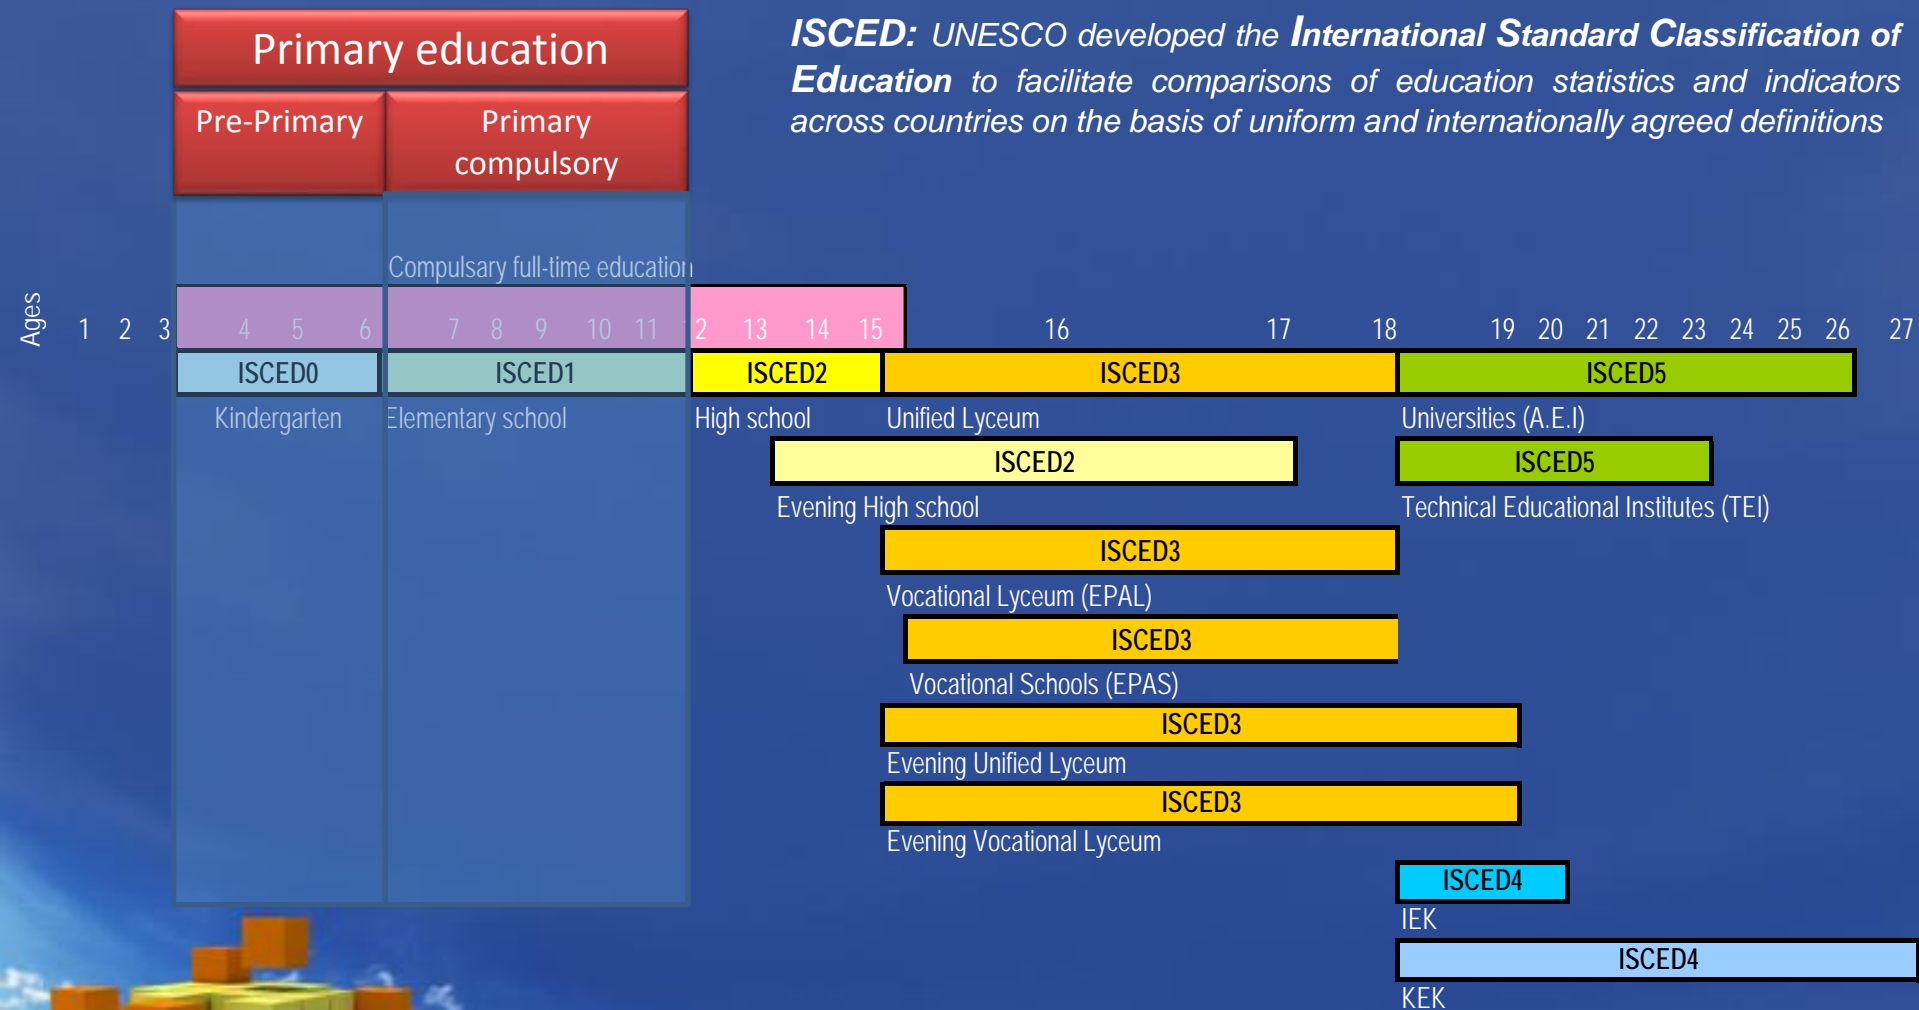 Primary education
Pre-Primary
Primary
compulsory
ISCED: UNESCO developed the International Standard Classification of
Education to facilitate comparisons of education statistics and indicators
across countries on the basis of uniform and internationally agreed definitions
Compulsary full-time education
Ages 1 2 3 4 5 6 7 8 9 10 11 12 13 14 15 16 17 18 19 20 21 22 23 24 25 26 27
ISCED0 ISCED1 ISCED2 ISCED3 ISCED5
Kindergarten Elementary school High school Unified Lyceum Universities (A.E.I)
ISCED2 ISCED5
Evening High school Technical Educational Institutes (TEI)
ISCED3
Vocational Lyceum (EPAL)
ISCED3
Vocational Schools (EPAS)
ISCED3
Evening Unified Lyceum
ISCED3
Evening Vocational Lyceum
ISCED4
IEK
ISCED4
KEK